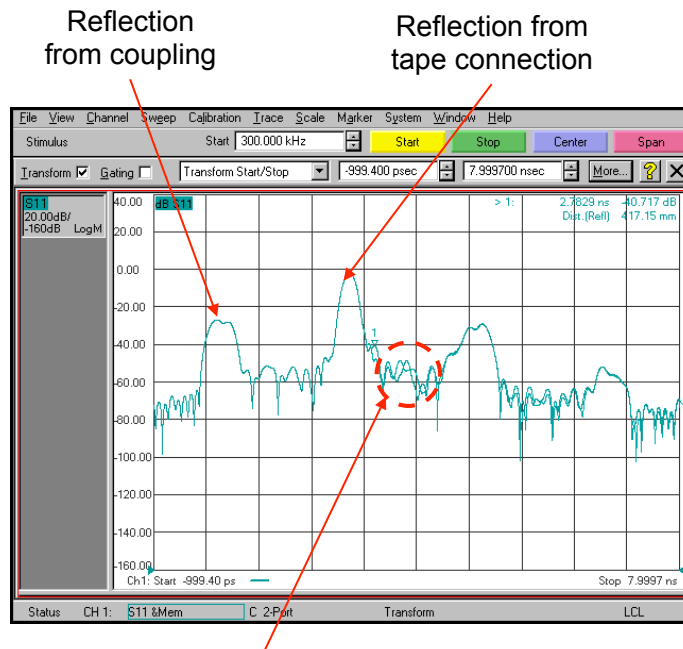 Reflection
from coupling
Reflection from
tape connection
File View Channel Sweep Calibration Trace Scale Marker System Window Help
Stimulus Start 300.000 kHz Start Stop Center Span
Transform Gating Transform Start/Stop -999.400 psec 7.999700 nsec More... ?
S11
20.00dB/
-160dB LogM
40.00
20.00
0.00
-20.00
-40.00
-60.00
-80.00
-100.00
-120.00
-140.00
-160.00
dB S11
> 1: 2.7829 ns -40.717 dB
Dist.(Refl) 417.15 mm
1
Ch1: Start -999.40 ps Stop 7.9997 ns
Status CH 1: S11 &Mem C 2-Port Transform LCL